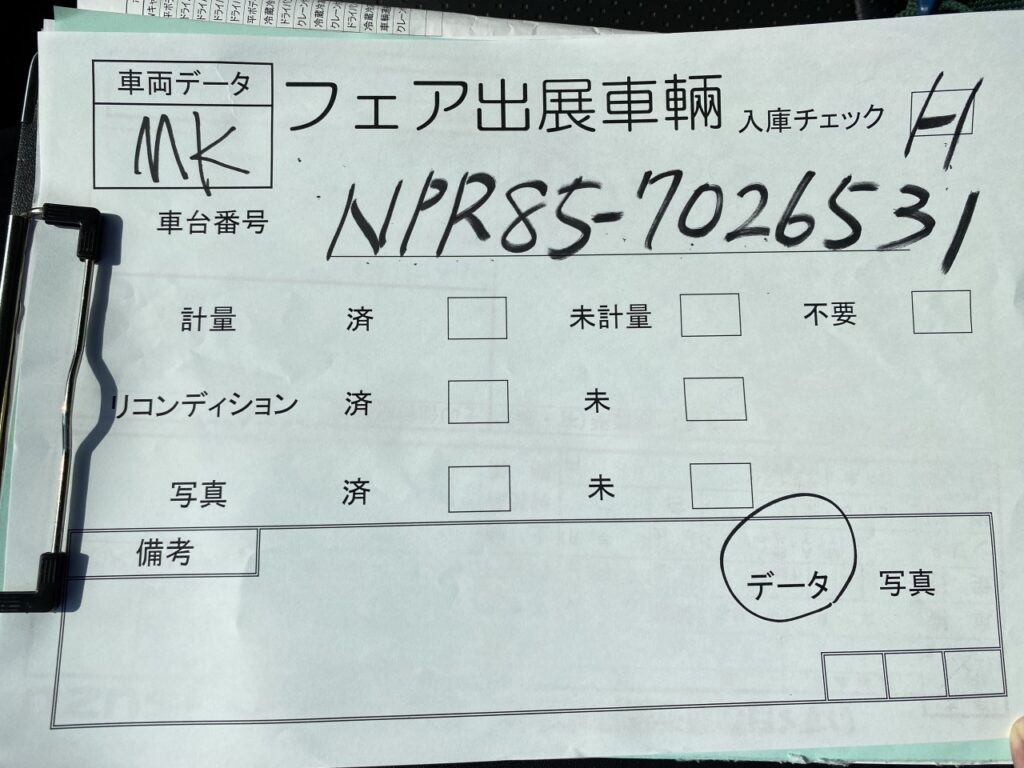 車両データ
MK
フェア出展車輛
入庫チェック H
車台番号 NPR85-7026531
計量 済 未計量 不要
リコンディション 済 未
写真 済 未
備考
データ 写真